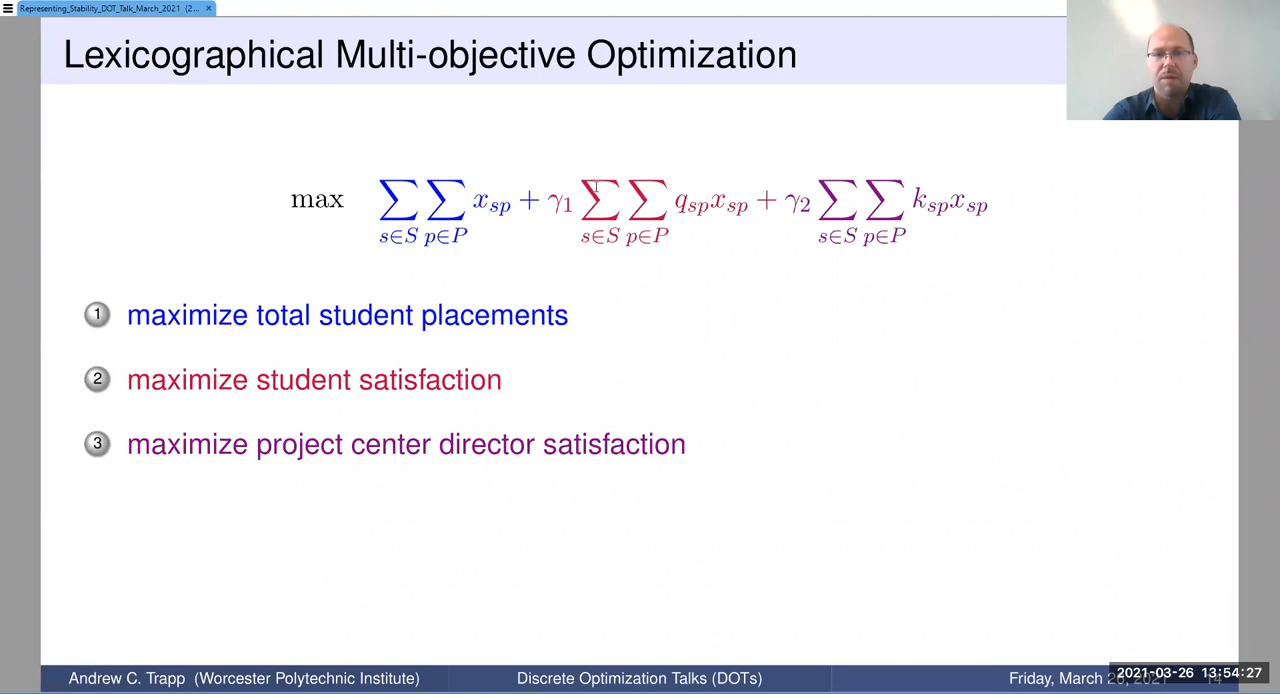 Representing_Stability_DOT_Talk_March_2021 (2... ×
Lexicographical Multi-objective Optimization
max ∑_{s∈S} ∑_{p∈P} x_{sp} + γ_1 ∑_{s∈S} ∑_{p∈P} q_{sp}x_{sp} + γ_2 ∑_{s∈S} ∑_{p∈P} k_{sp}x_{sp}
1 maximize total student placements
2 maximize student satisfaction
3 maximize project center director satisfaction
Andrew C. Trapp (Worcester Polytechnic Institute) Discrete Optimization Talks (DOTs) Friday, March
2021-03-26 13:54:27